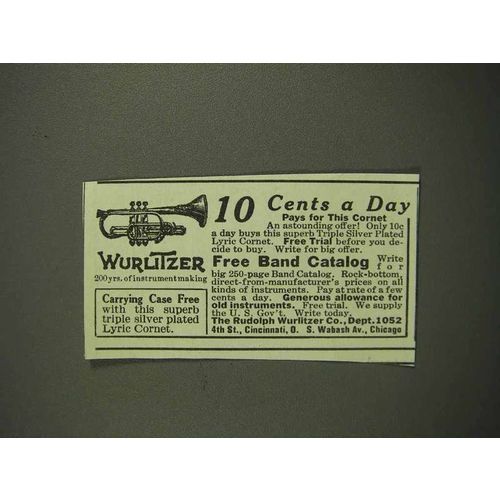 10 Cents a Day
Pays for This Cornet
An astounding offer! Only 10c
a day buys this superb Triple Silver Plated
Lyric Cornet. Free Trial before you de-
cide to buy. Write for big offer.
WURLITZER
200 yrs. of instrument making
Free Band Catalog Write
for
big 250-page Band Catalog. Rock-bottom,
direct-from-manufacturer's prices on all
kinds of instruments. Pay at rate of a few
cents a day. Generous allowance for
old instruments. Free trial. We supply
the U. S. Gov't. Write today.
The Rudolph Wurlitzer Co., Dept. 1052
4th St., Cincinnati, O. S. Wabash Av., Chicago
Carrying Case Free
with this superb
triple silver plated
Lyric Cornet.